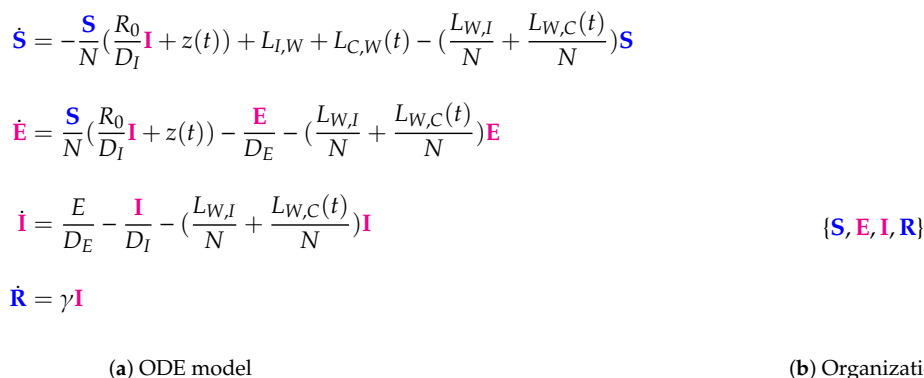 Ṡ = −S/N(R₀/D_I I + z(t)) + L_{I,W} + L_{C,W}(t) − (L_{W,I}/N + L_{W,C}(t)/N)S
Ė = S/N(R₀/D_I I + z(t)) − E/D_E − (L_{W,I}/N + L_{W,C}(t)/N)E
İ = E/D_E − I/D_I − (L_{W,I}/N + L_{W,C}(t)/N)I
{S, E, I, R}
Ṙ = γI
(a) ODE model
(b) Organizati